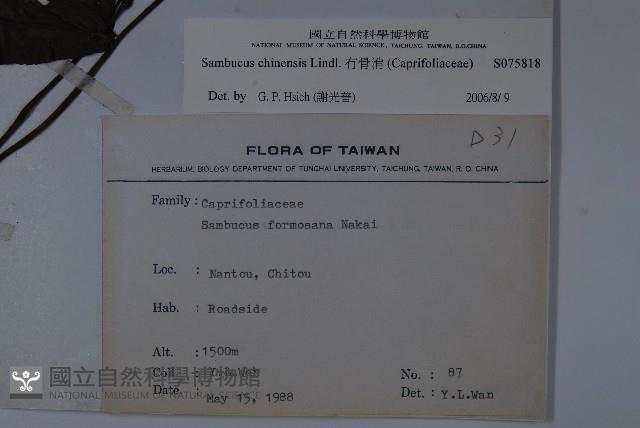 國立自然科學博物館
NATIONAL MUSEUM OF NATURAL SCIENCE, TAICHUNG, TAIWAN, R.O.CHINA
Sambucus chinensis Lindl. 冇骨消 (Caprifoliaceae) S075818
Det. by G. P. Hsich (謝光普) 2006/8/9
D31
FLORA OF TAIWAN
HERBARIUM, BIOLOGY DEPARTMENT OF TUNGHAI UNIVERSITY, TAICHUNG, TAIWAN, R. O. CHINA
Family: Caprifoliaceae
Sambucus formosana Nakai
Loc. : Nantou, Chitou
Hab. : Roadside
Alt. : 1500m
Coll. No. : 87
Date. : May 15, 1988 Det. : Y.L.Wan
國立自然科學博物館
NATIONAL MUSEUM OF NATURAL SCIENCE